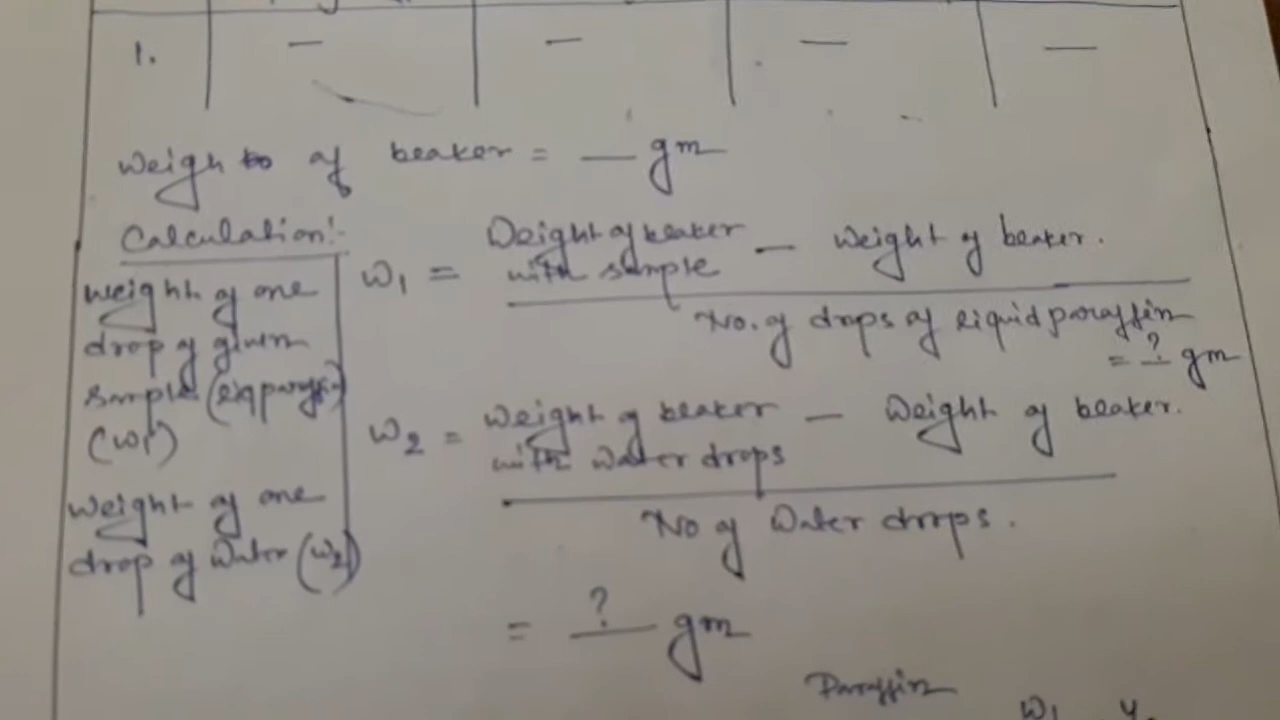 1. — — — —
Weigh to of beaker = — gm
Calculation:-
Weight of one
drop of given
sample (liq paraffin)
(W1)
W1 = Weight of beaker with sample — Weight of beaker.
No. of drops of liquid paraffin
= ? gm
W2 = Weight of beaker with water drops — Weight of beaker.
No of Water drops.
Weight of one
drop of Water (W2)
= ? gm
Paraffin
W1